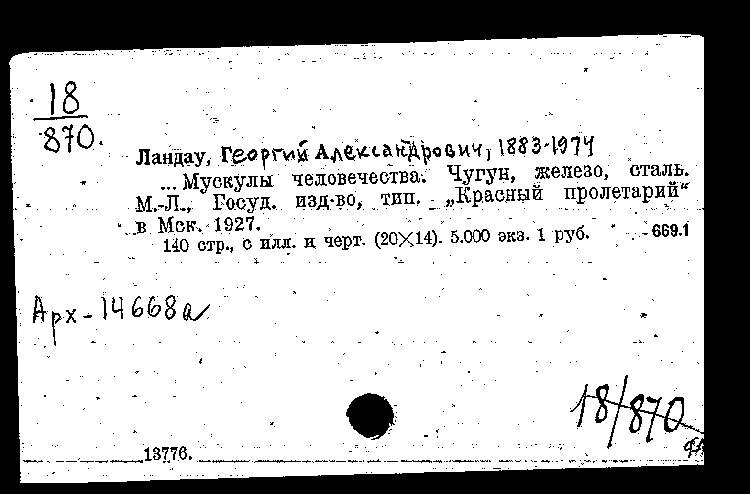 18
870.
Ландау, Георгий Александрович, 1883-1974
... Мускулы человечества. Чугун, железо, сталь.
М.-Л., Госуд. изд-во, тип. „Красный пролетарий“
в Мск. 1927.
140 стр., с илл. и черт. (20×14). 5.000 экз. 1 руб.
669.1
Арх-14668а
18/870
13776.